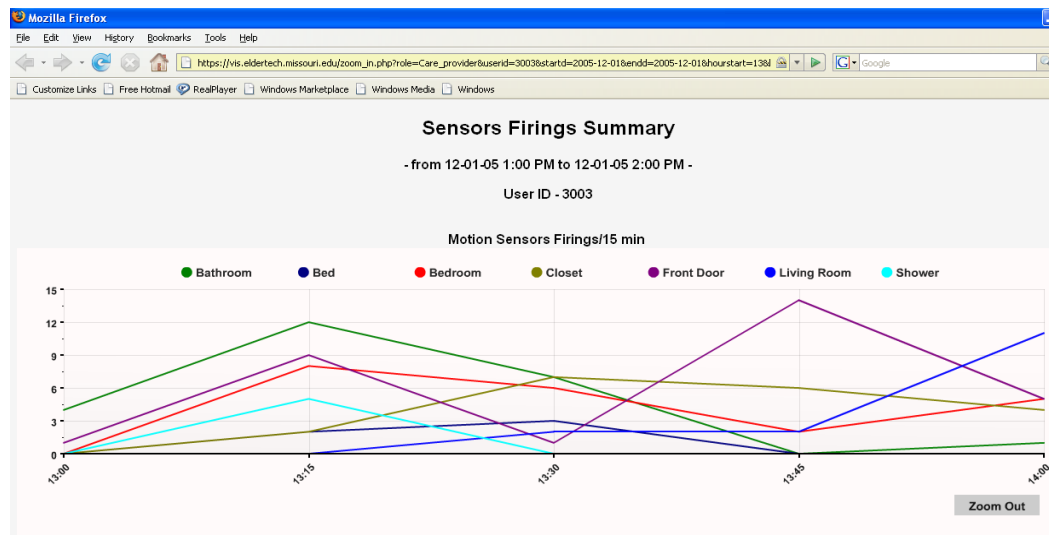 Mozilla Firefox
File Edit View History Bookmarks Tools Help
https://vis.eldertech.missouri.edu/zoom_in.php?role=Care_provider&userid=3003&startd=2005-12-01&endd=2005-12-01&hourstart=13& Google
Customize Links Free Hotmail RealPlayer Windows Marketplace Windows Media Windows
Sensors Firings Summary
- from 12-01-05 1:00 PM to 12-01-05 2:00 PM -
User ID - 3003
Motion Sensors Firings/15 min
Bathroom Bed Bedroom Closet Front Door Living Room Shower
15
12
9
6
3
0
13:00 13:15 13:30 13:45 14:00
Zoom Out